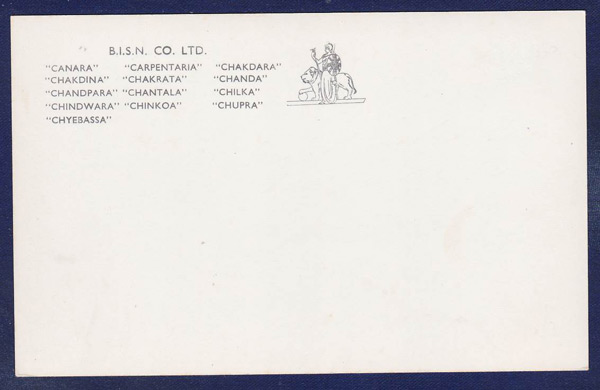 B.I.S.N. CO. LTD.
"CANARA" "CARPENTARIA" "CHAKDARA"
"CHAKDINA" "CHAKRATA" "CHANDA"
"CHANDPARA" "CHANTALA" "CHILKA"
"CHINDWARA" "CHINKOA" "CHUPRA"
"CHYEBASSA"